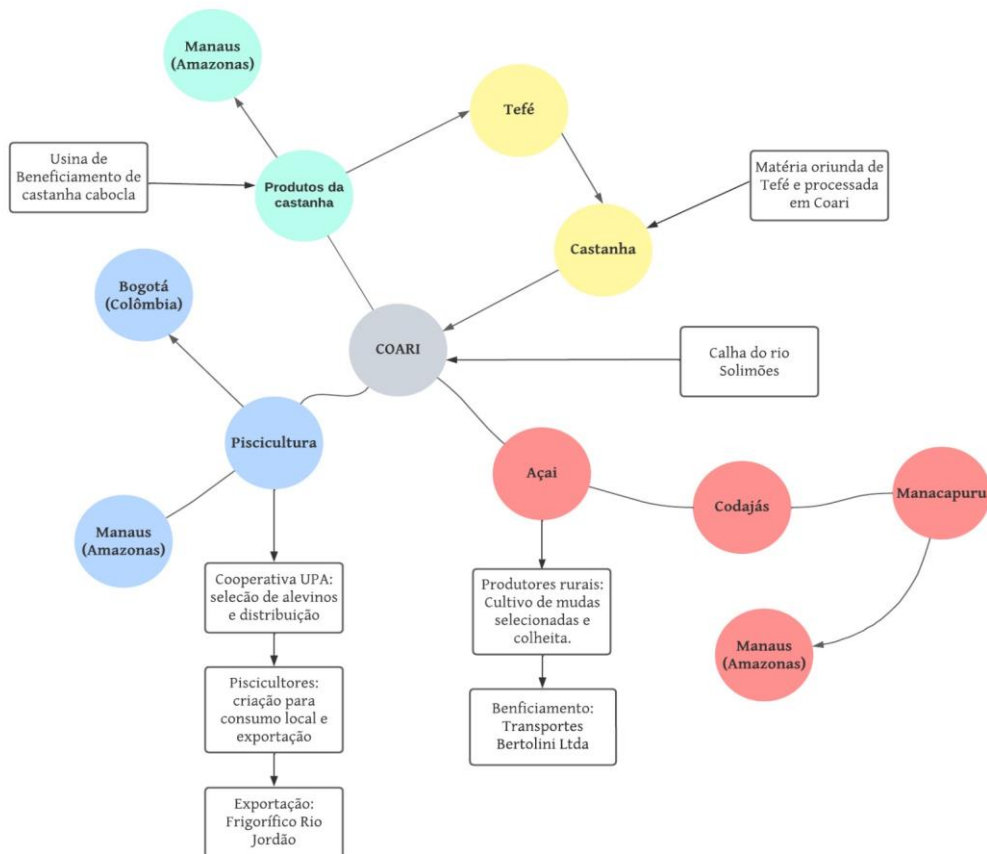 Manaus
(Amazonas)
Tefé
Usina de
Beneficiamento de
castanha cabocla
Produtos da
castanha
Matéria oriunda de
Tefé e processada
em Coari
Castanha
Bogotá
(Colômbia)
COARI
Calha do rio
Solimões
Piscicultura
Açai
Codajás
Manacapuru
Manaus
(Amazonas)
Cooperativa UPA:
selecão de alevinos
e distribuição
Produtores rurais:
Cultivo de mudas
selecionadas e
colheita.
Manaus
(Amazonas)
Piscicultores:
criação para
consumo local e
exportação
Benficiamento:
Transportes
Bertolini Ltda
Exportação:
Frigorífico Rio
Jordão